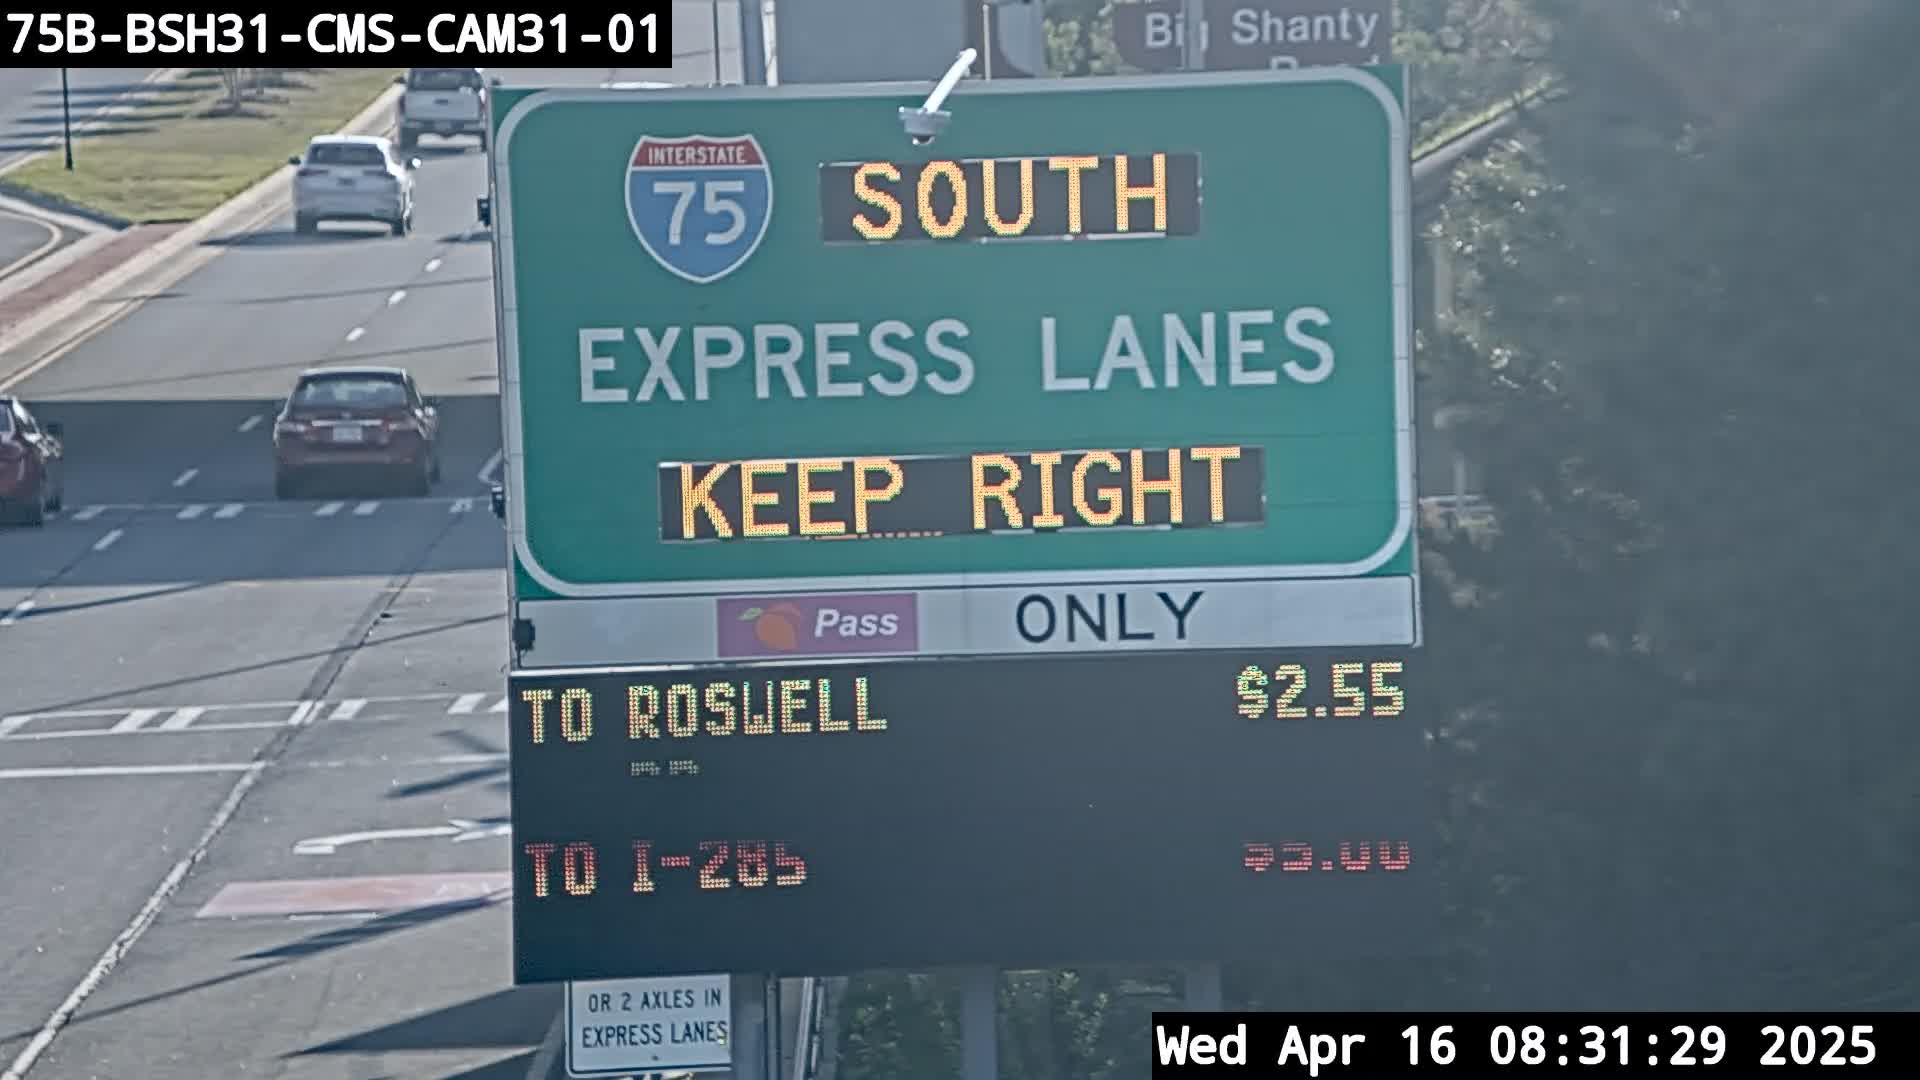 75B-BSH31-CMS-CAM31-01
Big Shanty
Road
INTERSTATE
75
SOUTH
EXPRESS LANES
KEEP RIGHT
Pass
ONLY
TO ROSWELL $2.55
TO I-285
OR 2 AXLES IN
EXPRESS LANES
Wed Apr 16 08:31:29 2025